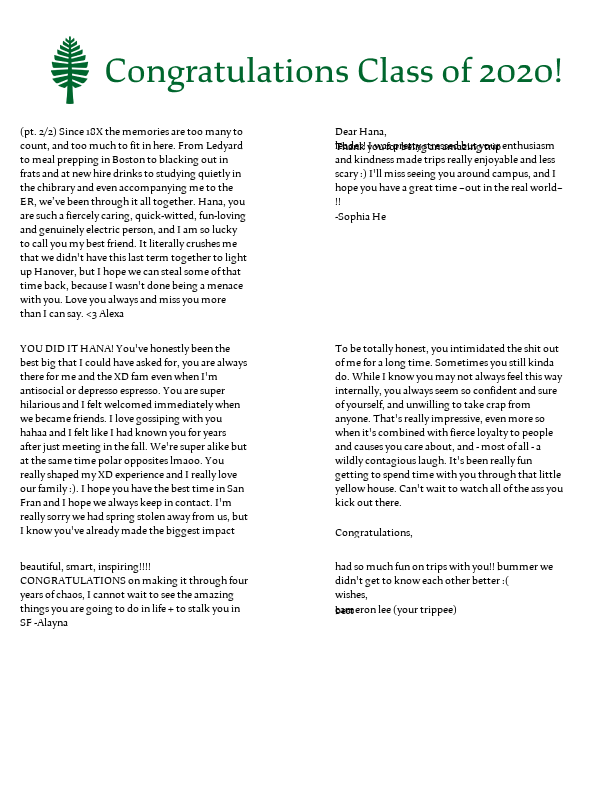 Congratulations Class of 2020!
(pt. 2/2) Since 18X the memories are too many to
count, and too much to fit in here. From Ledyard
to meal prepping in Boston to blacking out in
frats and at new hire drinks to studying quietly in
the chibrary and even accompanying me to the
ER, we've been through it all together. Hana, you
are such a fiercely caring, quick-witted, fun-loving
and genuinely electric person, and I am so lucky
to call you my best friend. It literally crushes me
that we didn't have this last term together to light
up Hanover, but I hope we can steal some of that
time back, because I wasn't done being a menace
with you. Love you always and miss you more
than I can say. <3 Alexa
Dear Hana,
Thank you for being an amazing trip
leader! I was pretty stressed but your enthusiasm
and kindness made trips really enjoyable and less
scary :) I'll miss seeing you around campus, and I
hope you have a great time ~out in the real world~
!!
-Sophia He
YOU DID IT HANA! You've honestly been the
best big that I could have asked for, you are always
there for me and the XD fam even when I'm
antisocial or depresso espresso. You are super
hilarious and I felt welcomed immediately when
we became friends. I love gossiping with you
hahaa and I felt like I had known you for years
after just meeting in the fall. We're super alike but
at the same time polar opposites lmaoo. You
really shaped my XD experience and I really love
our family :). I hope you have the best time in San
Fran and I hope we always keep in contact. I'm
really sorry we had spring stolen away from us, but
I know you've already made the biggest impact
To be totally honest, you intimidated the shit out
of me for a long time. Sometimes you still kinda
do. While I know you may not always feel this way
internally, you always seem so confident and sure
of yourself, and unwilling to take crap from
anyone. That's really impressive, even more so
when it's combined with fierce loyalty to people
and causes you care about, and - most of all - a
wildly contagious laugh. It's been really fun
getting to spend time with you through that little
yellow house. Can't wait to watch all of the ass you
kick out there.
Congratulations,
beautiful, smart, inspiring!!!!
CONGRATULATIONS on making it through four
years of chaos, I cannot wait to see the amazing
things you are going to do in life + to stalk you in
SF -Alayna
had so much fun on trips with you!! bummer we
didn't get to know each other better :(
best
wishes,
cameron lee (your trippee)